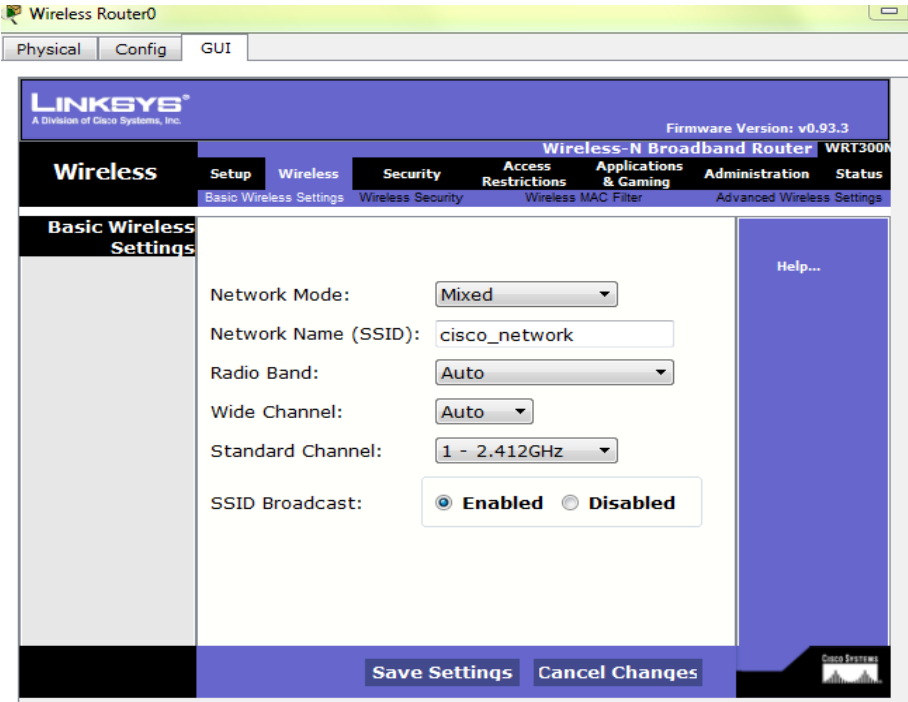 Wireless Router0
Physical Config GUI
LINKSYS®
A Division of Cisco Systems, Inc.
Firmware Version: v0.93.3
Wireless-N Broadband Router WRT300N
Wireless
Setup Wireless Security Access Restrictions Applications & Gaming Administration Status
Basic Wireless Settings Wireless Security Wireless MAC Filter Advanced Wireless Settings
Basic Wireless
Settings
Help...
Network Mode: Mixed
Network Name (SSID): cisco_network
Radio Band: Auto
Wide Channel: Auto
Standard Channel: 1 - 2.412GHz
SSID Broadcast: Enabled Disabled
Save Settings Cancel Changes
CISCO SYSTEMS